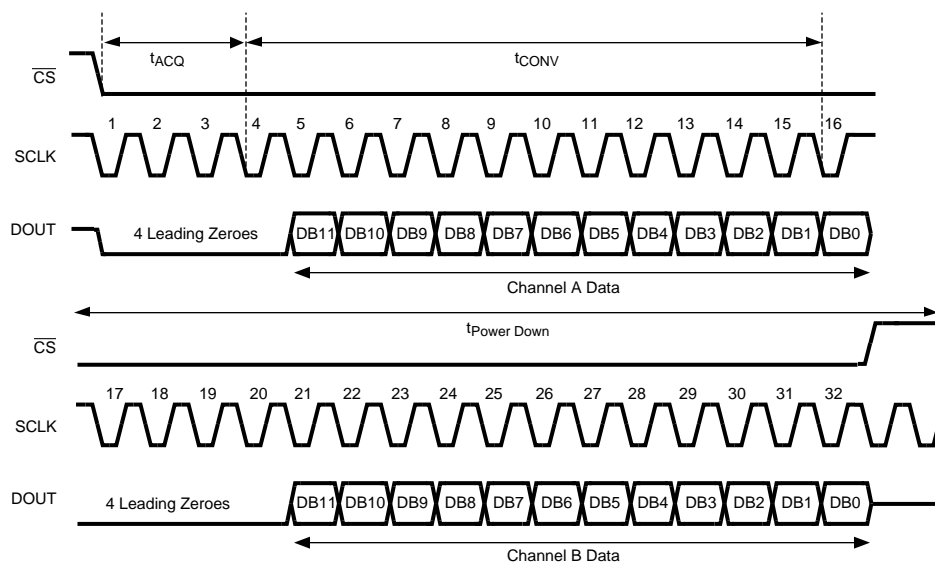 tACQ tCONV
CS
1 2 3 4 5 6 7 8 9 10 11 12 13 14 15 16
SCLK
DOUT 4 Leading Zeroes DB11 DB10 DB9 DB8 DB7 DB6 DB5 DB4 DB3 DB2 DB1 DB0
Channel A Data
tPower Down
CS
17 18 19 20 21 22 23 24 25 26 27 28 29 30 31 32
SCLK
DOUT 4 Leading Zeroes DB11 DB10 DB9 DB8 DB7 DB6 DB5 DB4 DB3 DB2 DB1 DB0
Channel B Data